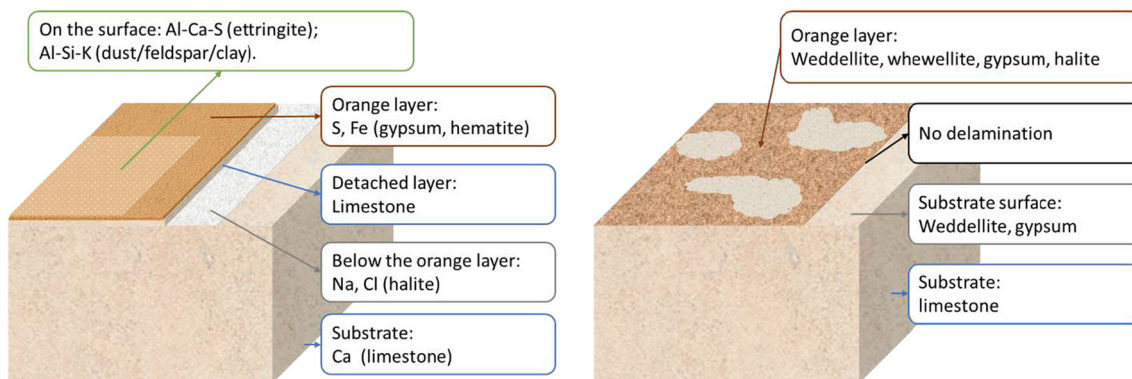 On the surface: Al-Ca-S (ettringite);
Al-Si-K (dust/feldspar/clay).
Orange layer:
S, Fe (gypsum, hematite)
Detached layer:
Limestone
Below the orange layer:
Na, Cl (halite)
Substrate:
Ca (limestone)
Orange layer:
Weddellite, whewellite, gypsum, halite
No delamination
Substrate surface:
Weddellite, gypsum
Substrate:
limestone